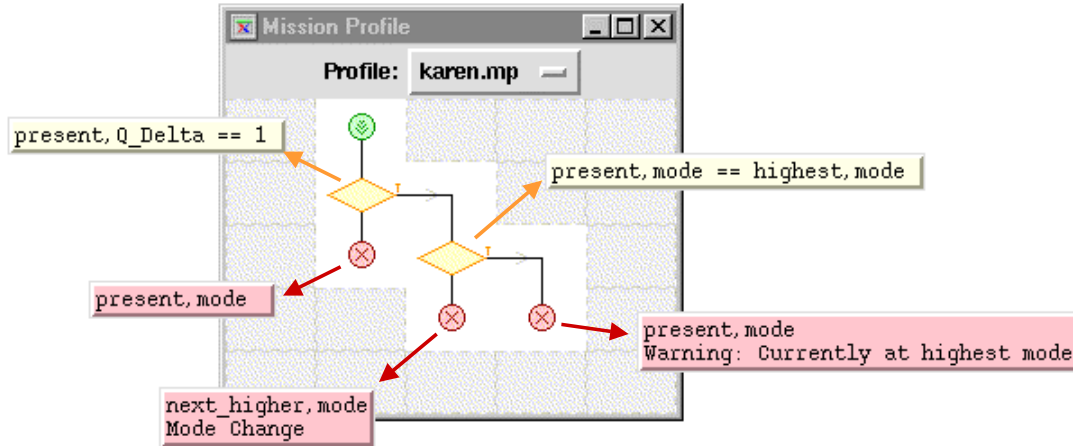 Mission Profile
Profile: karen.mp
present,Q_Delta == 1
present,mode == highest,mode
T
T
present,mode
present,mode
Warning: Currently at highest mode
next_higher,mode
Mode Change